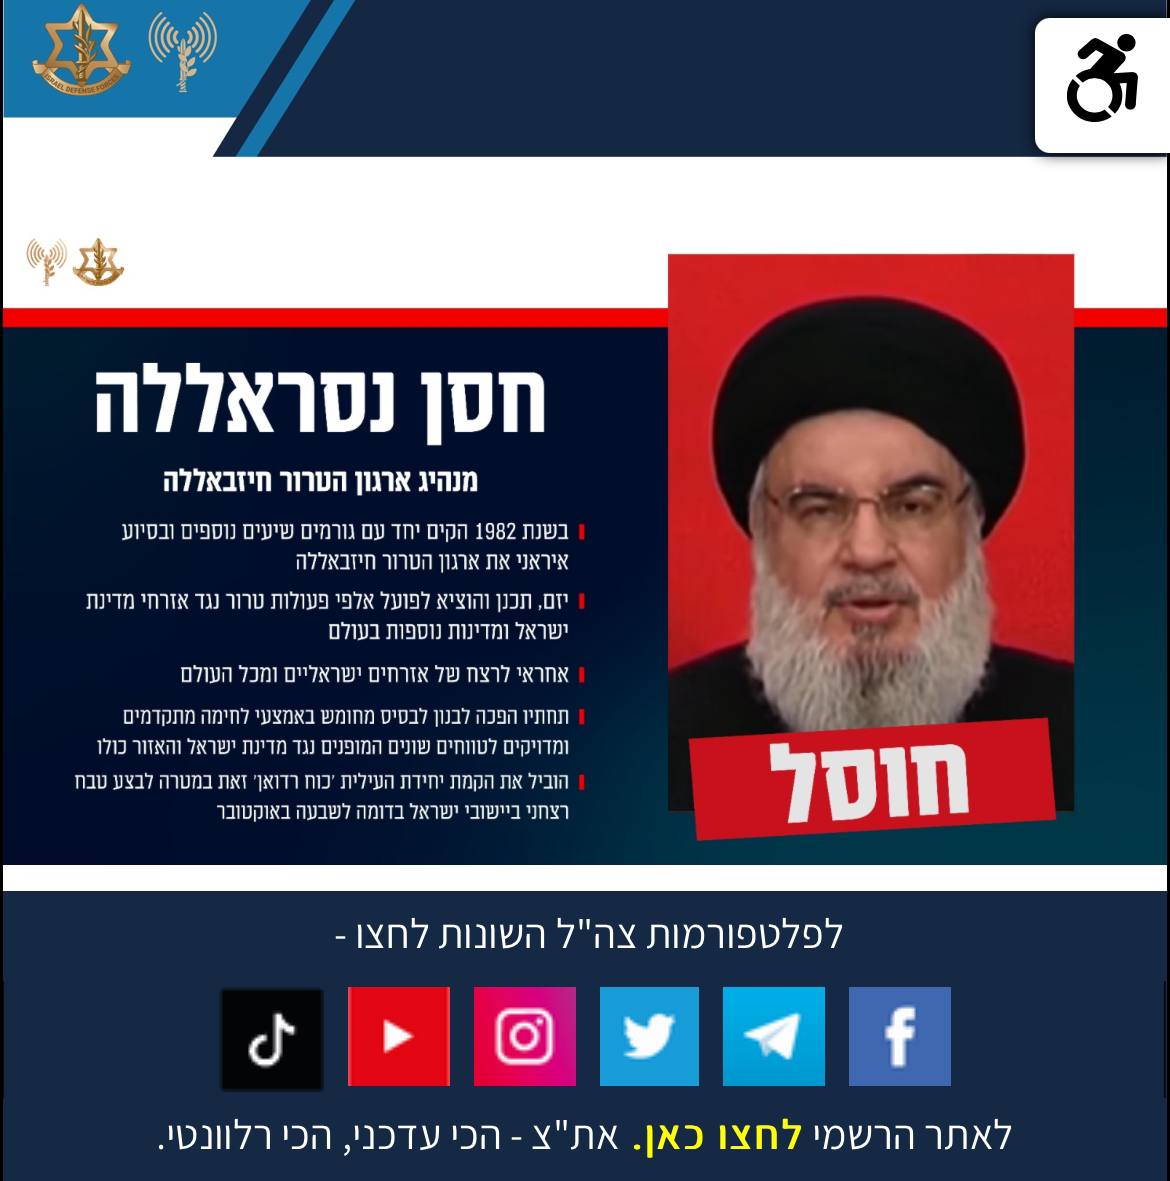 ISRAEL DEFENSE FORCES
חסן נסראללה
מנהיג ארגון הטרור חיזבאללה
בשנת 1982 הקים יחד עם גורמים שיעים נוספים ובסיוע
איראני את ארגון הטרור חיזבאללה
יזם, תכנן והוציא לפועל אלפי פעולות טרור נגד אזרחי מדינת
ישראל ומדינות נוספות בעולם
אחראי לרצח של אזרחים ישראליים ומכל העולם
תחתיו הפכה לבנון לבסיס מחומש באמצעי לחימה מתקדמים
ומדויקים לטווחים שונים המופנים נגד מדינת ישראל והאזור כולו
הוביל את הקמת יחידת העילית 'כוח רדואן' זאת במטרה לבצע טבח
רצחני ביישובי ישראל בדומה לשבעה באוקטובר
חוסל
לפלטפורמות צה"ל השונות לחצו -
לאתר הרשמי לחצו כאן. את"צ - הכי עדכני, הכי רלוונטי.